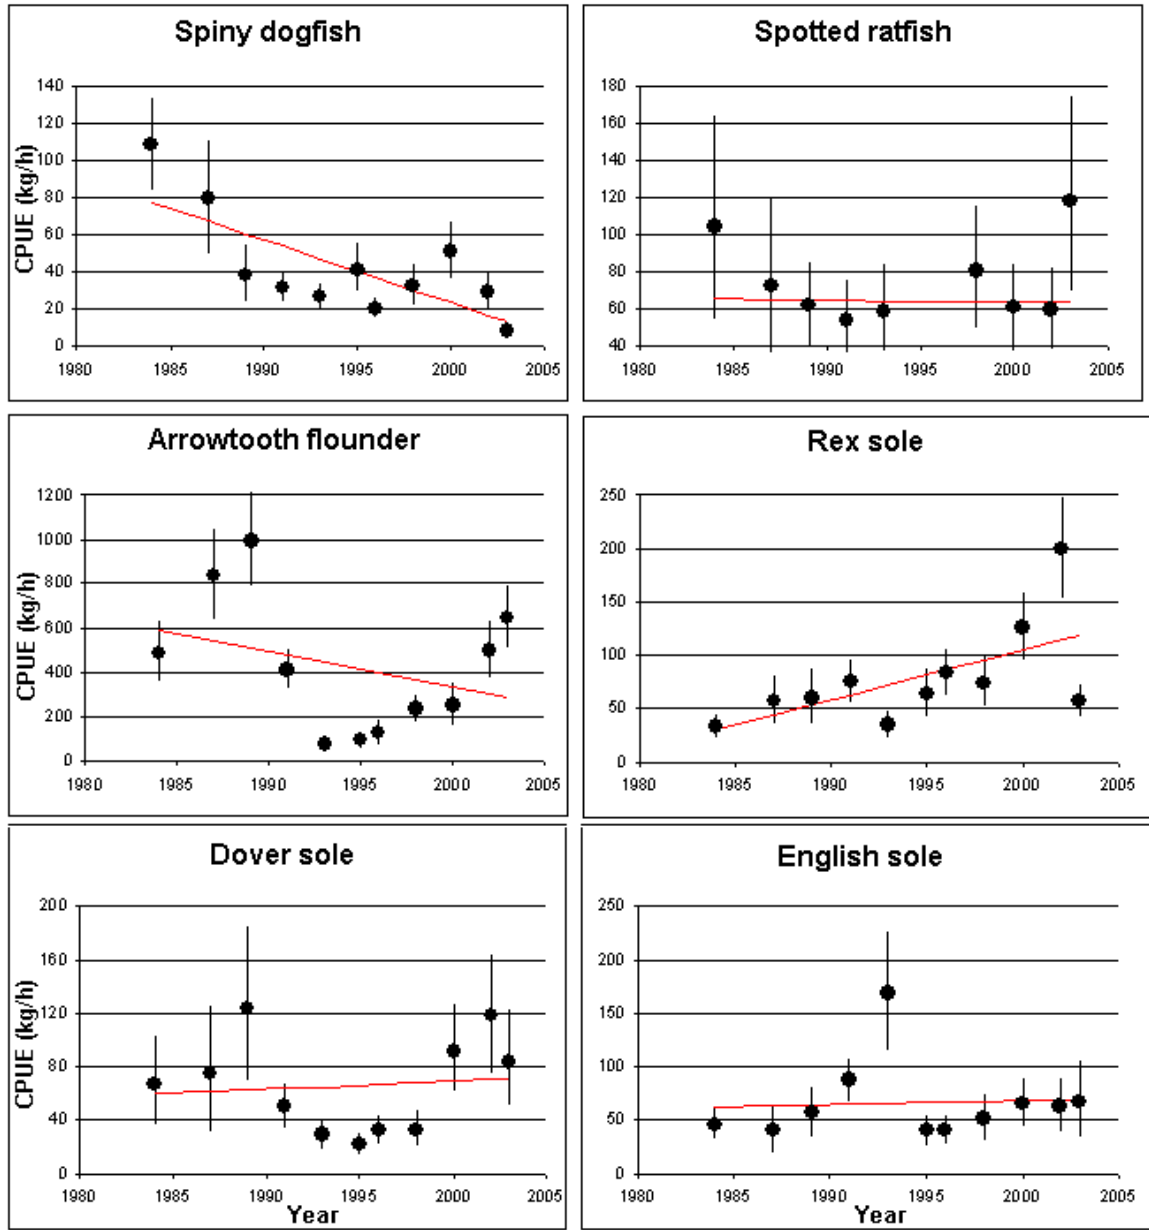 Spiny dogfish
140
120
100
80
60
40
20
0
CPUE (kg/h)
1980 1985 1990 1995 2000 2005
Spotted ratfish
180
160
140
120
100
80
60
40
1980 1985 1990 1995 2000 2005
Arrowtooth flounder
1200
1000
800
600
400
200
0
CPUE (kg/h)
1980 1985 1990 1995 2000 2005
Rex sole
250
200
150
100
50
0
1980 1985 1990 1995 2000 2005
Dover sole
200
160
120
80
40
0
CPUE (kg/h)
1980 1985 1990 1995 2000 2005
Year
English sole
250
200
150
100
50
0
1980 1985 1990 1995 2000 2005
Year